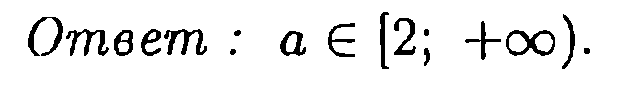 Ответ : a ∈ [2; +∞).